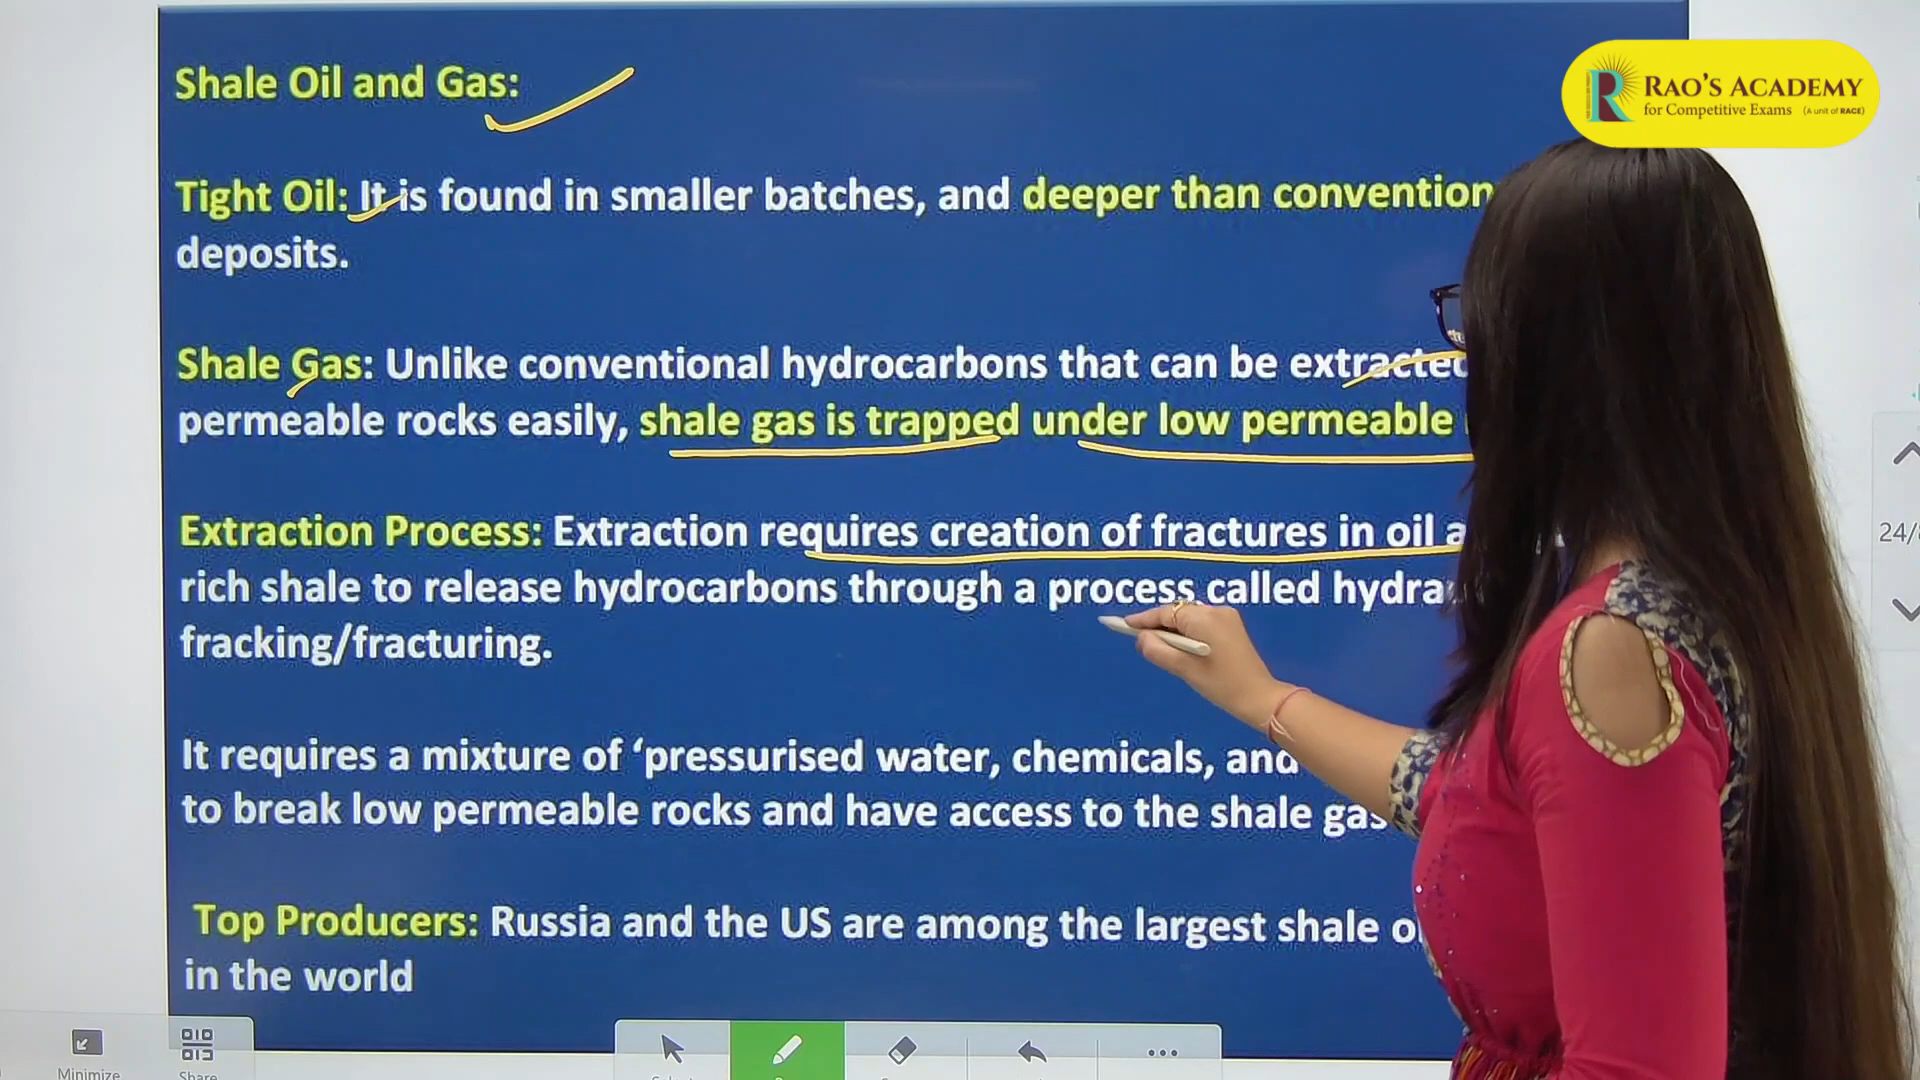 Shale Oil and Gas:
RAO'S ACADEMY
for Competitive Exams (A unit of RACE)
Tight Oil: It is found in smaller batches, and deeper than
deposits.
Shale Gas: Unlike conventional hydrocarbons that can be extracted
permeable rocks easily, shale gas is trapped under low permeable
Extraction Process: Extraction requires creation of fractures in oil
rich shale to release hydrocarbons through a process called
fracking/fracturing.
It requires a mixture of ‘pressurised water, chemicals, and
to break low permeable rocks and have access to the shale gas
Top Producers: Russia and the US are among the largest shale
in the world
24/
Minimize
Share